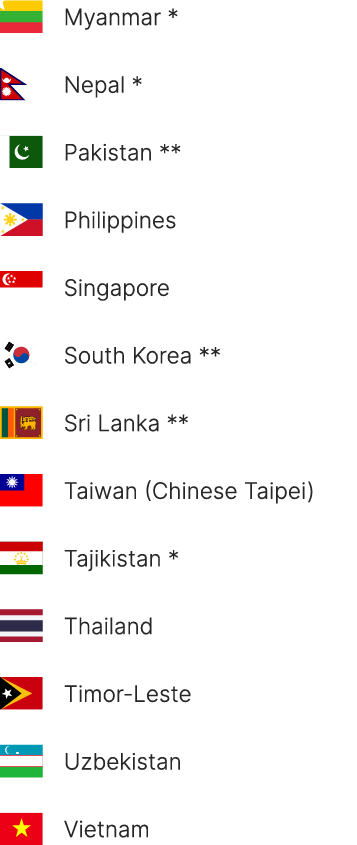 Myanmar *
Nepal *
Pakistan **
Philippines
Singapore
South Korea **
Sri Lanka **
Taiwan (Chinese Taipei)
Tajikistan *
Thailand
Timor-Leste
Uzbekistan
Vietnam